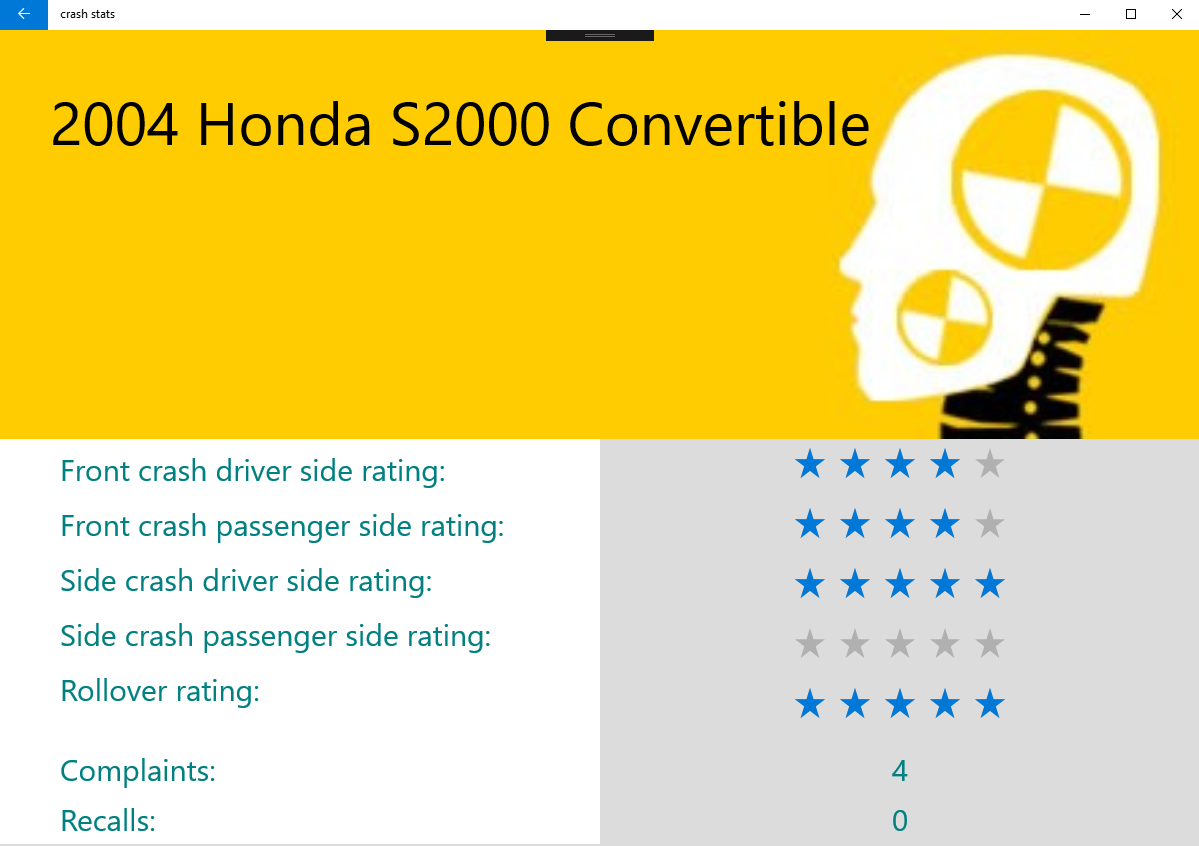 crash stats
2004 Honda S2000 Convertible
Front crash driver side rating:
Front crash passenger side rating:
Side crash driver side rating:
Side crash passenger side rating:
Rollover rating:
Complaints: 4
Recalls: 0